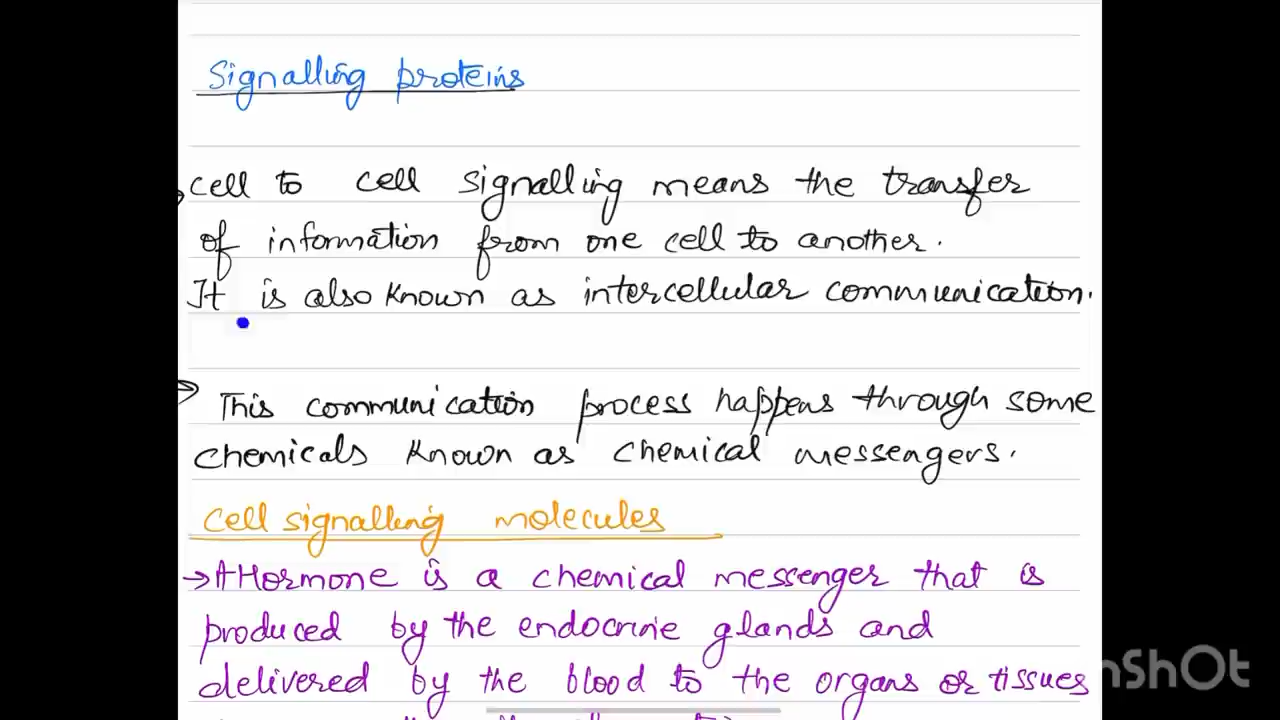 Signalling proteins
→ cell to cell signalling means the transfer
of information from one cell to another.
It is also known as intercellular communication.
→ This communication process happens through some
chemicals known as chemical messengers.
cell signalling molecules
→ A Hormone is a chemical messenger that is
produced by the endocrine glands and
delivered by the blood to the organs or tissues
nShOt